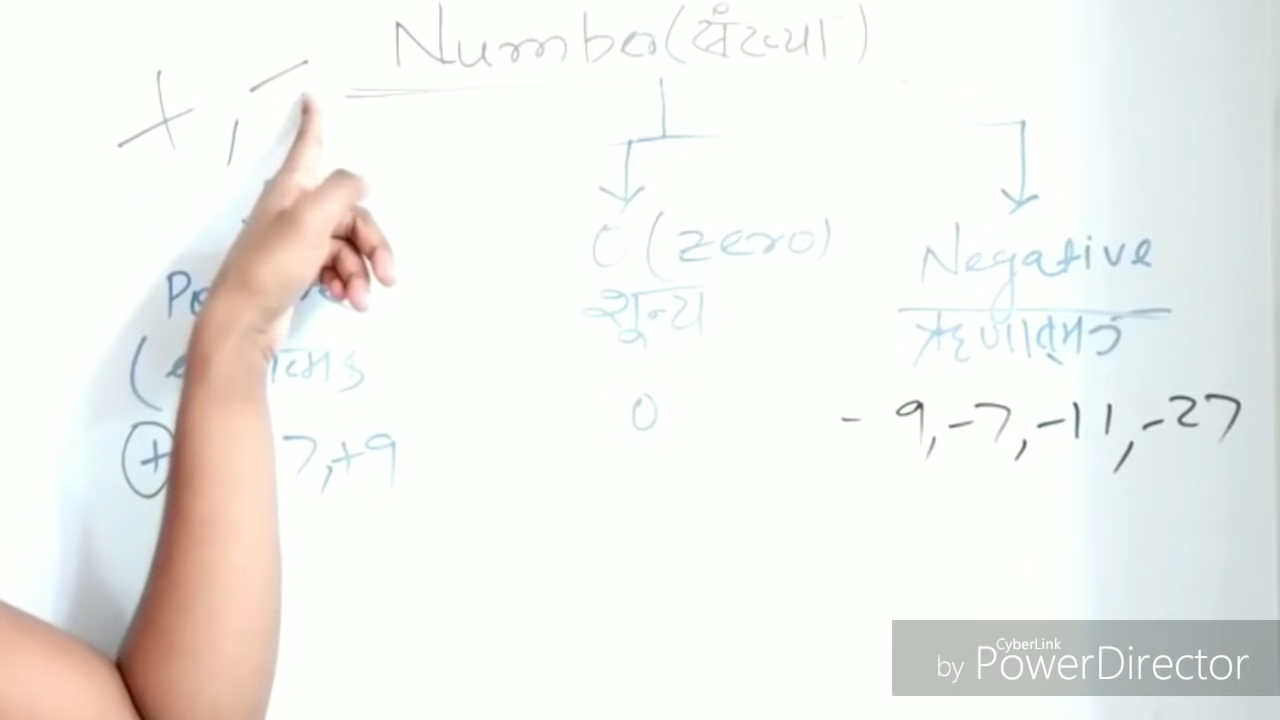 Number(संख्या)
+, -
0 (zero)
शून्य
0
Negative
ऋणात्मक
- 9, -7, -11, -27
7, +9
+
CyberLink
by PowerDirector